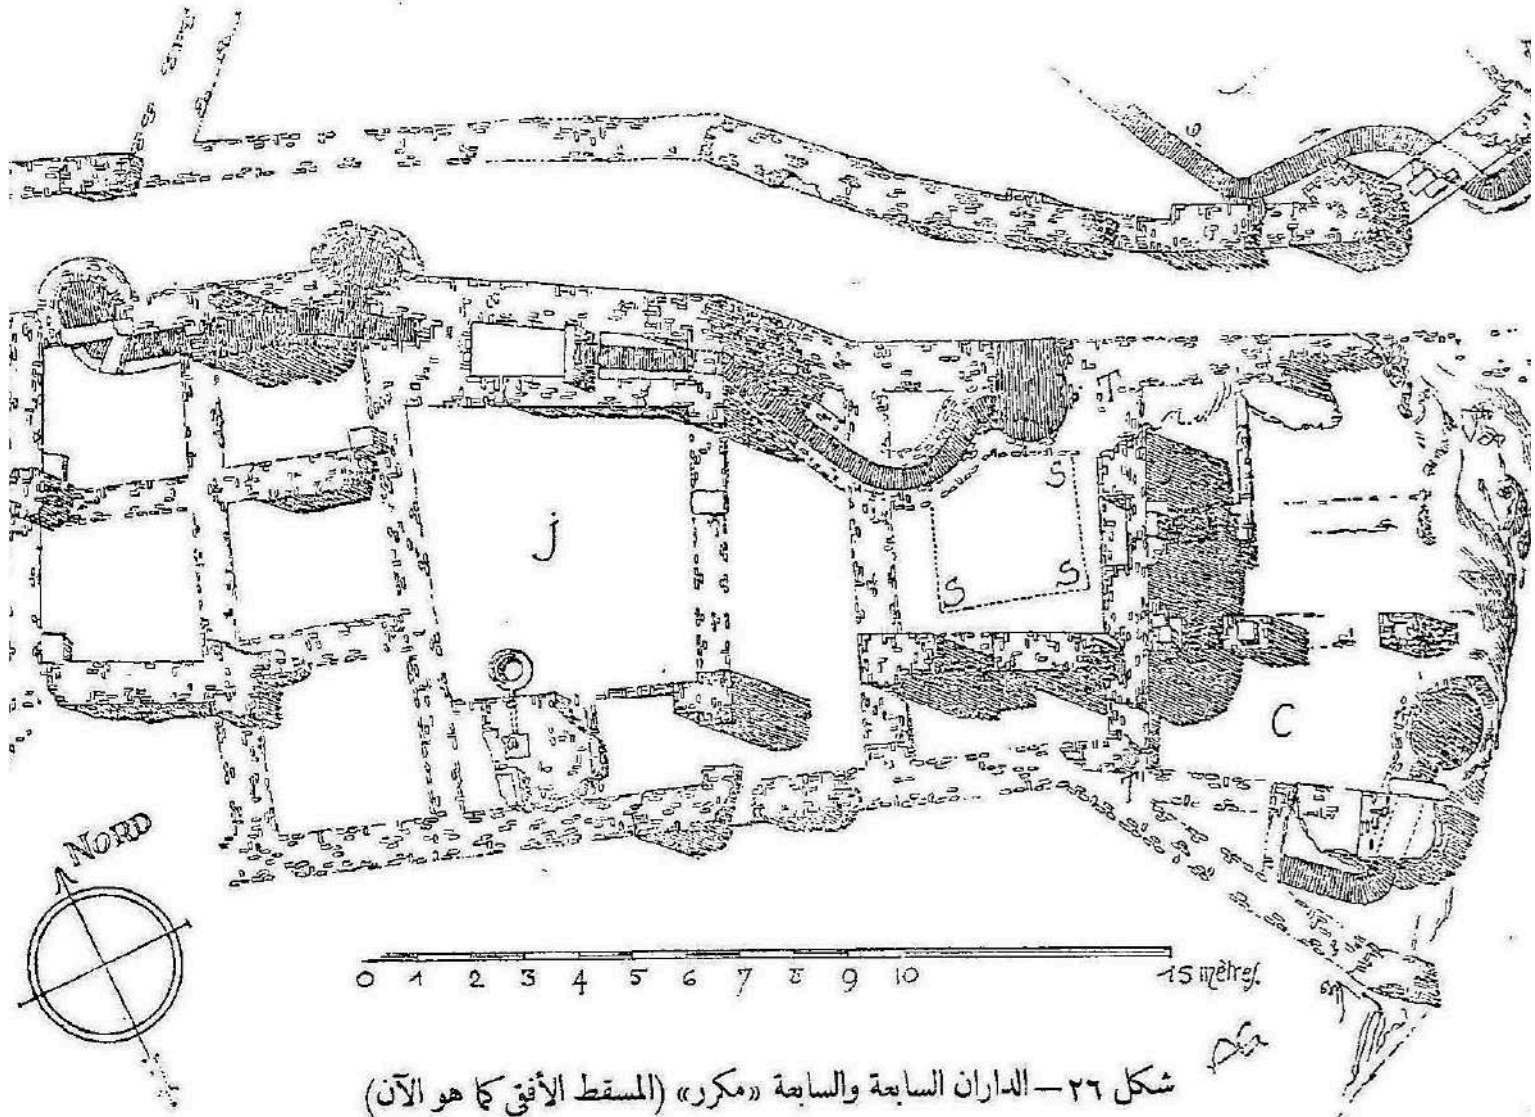 J
S
S
S
T
T
C
NORD
0 1 2 3 4 5 6 7 8 9 10 15 mètres.
شكل ٢٦ – الداران السابعة والسابعة «مكرر» (المسقط الأفقى كما هو الآن)